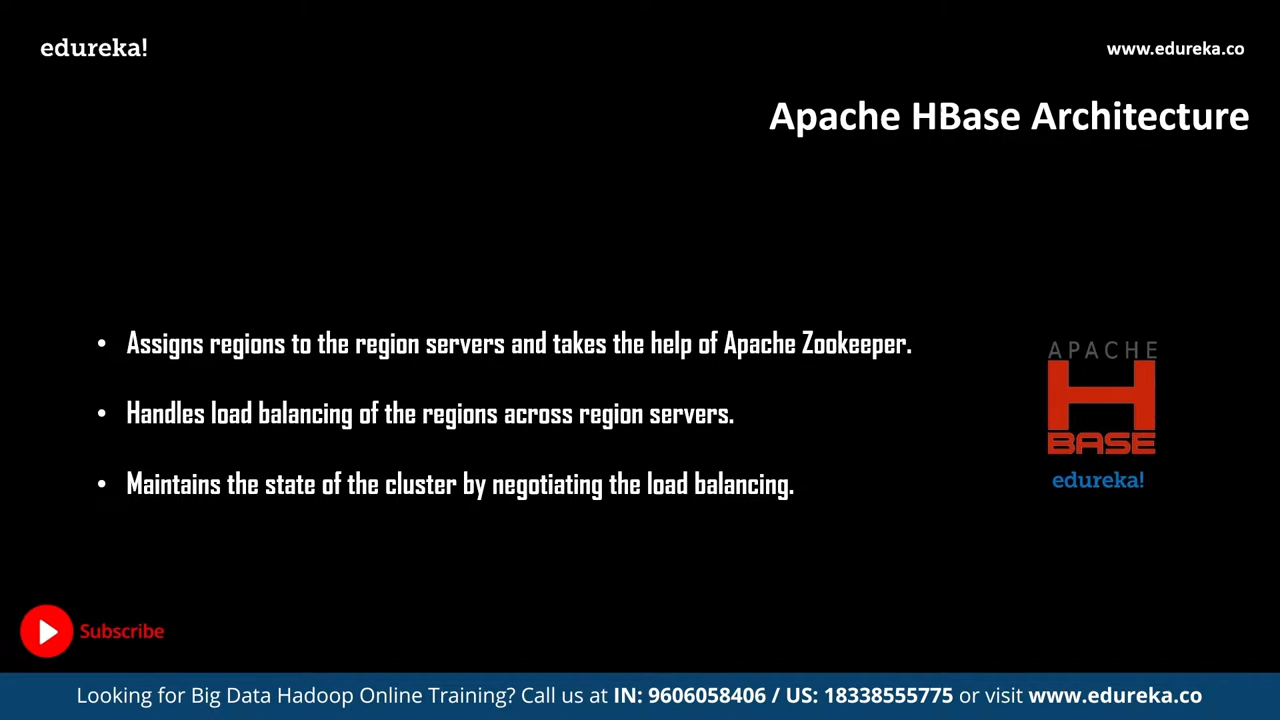 edureka!
www.edureka.co
Apache HBase Architecture
• Assigns regions to the region servers and takes the help of Apache Zookeeper.
• Handles load balancing of the regions across region servers.
• Maintains the state of the cluster by negotiating the load balancing.
APACHE
H
BASE
edureka!
Subscribe
Looking for Big Data Hadoop Online Training? Call us at IN: 9606058406 / US: 18338555775 or visit www.edureka.co